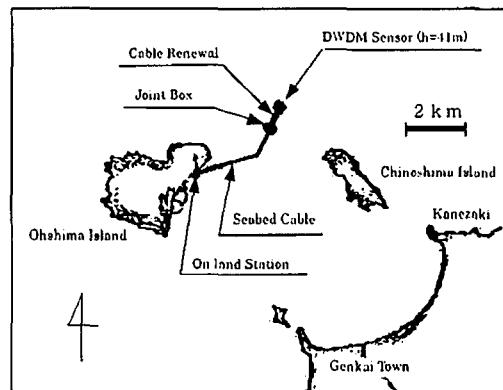 DWDM Sensor (h=41m)
Cable Renewal
Joint Box
2 km
Chinoshima Island
Kanezaki
Seabed Cable
Ohshima Island
On land Station
Genkai Town